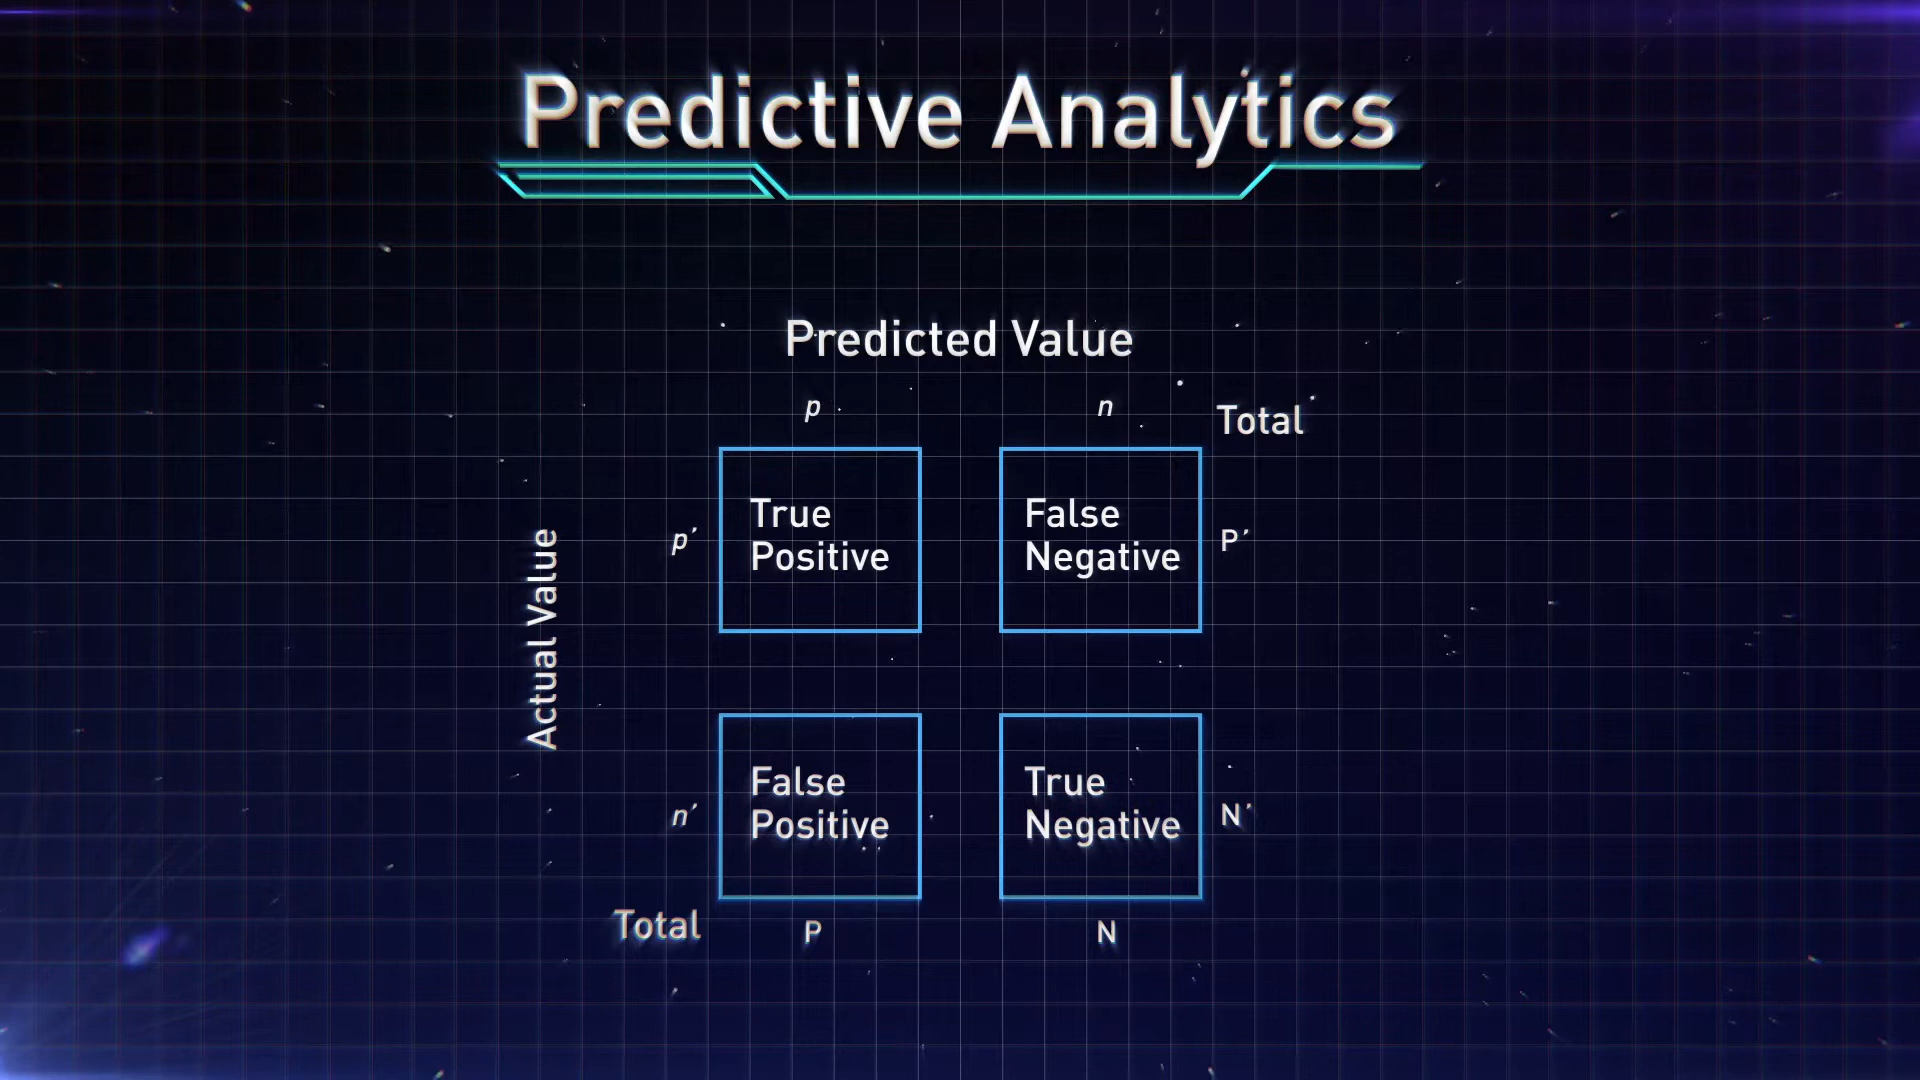 Predictive Analytics
Predicted Value
p n Total
Actual Value
p´ True Positive False Negative P´
n´ False Positive True Negative N´
Total P N